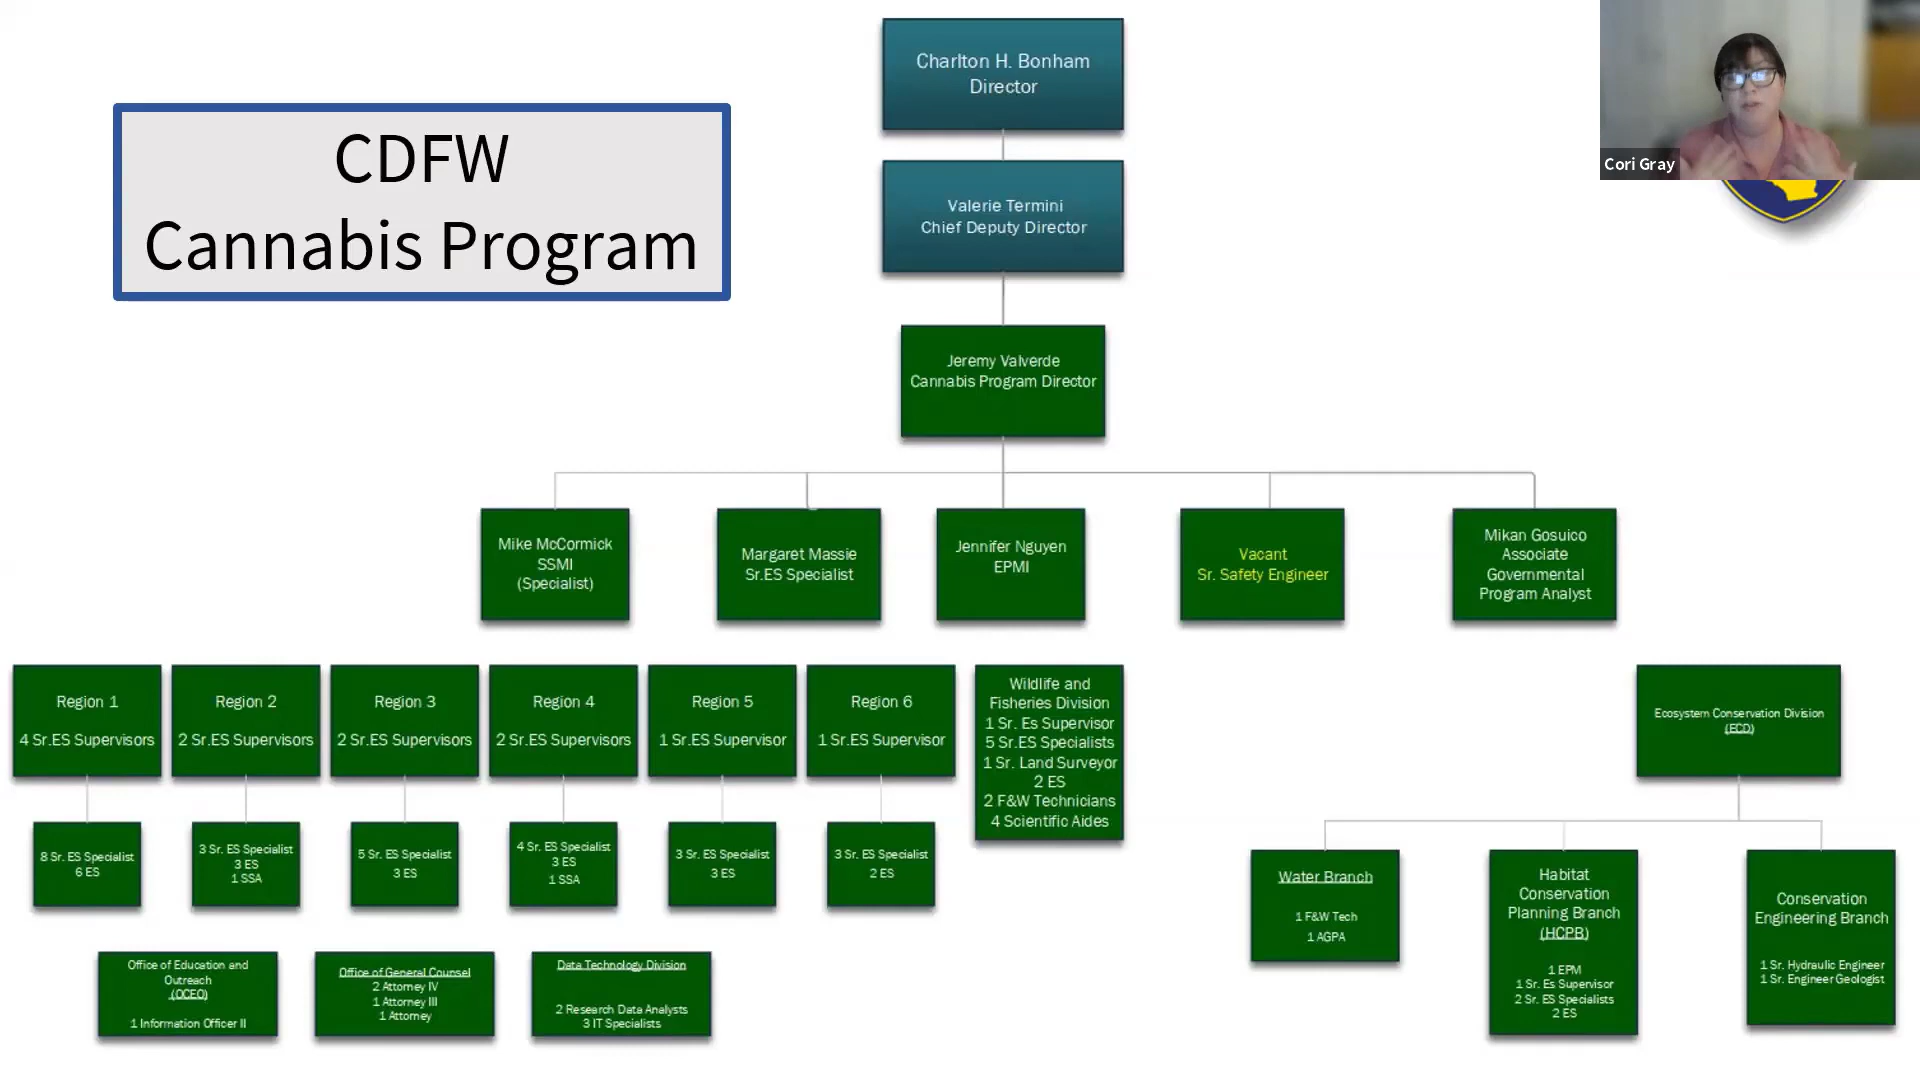 Charlton H. Bonham
Director
Cori Gray
CDFW
Cannabis Program
Valerie Termini
Chief Deputy Director
Jeremy Valverde
Cannabis Program Director
Mike McCormick
SSMI
(Specialist)
Margaret Massie
Sr.ES Specialist
Jennifer Nguyen
EPMI
Vacant
Sr. Safety Engineer
Mikan Gosuico
Associate
Governmental
Program Analyst
Region 1
4 Sr.ES Supervisors
Region 2
2 Sr.ES Supervisors
Region 3
2 Sr.ES Supervisors
Region 4
2 Sr.ES Supervisors
Region 5
1 Sr.ES Supervisor
Region 6
1 Sr.ES Supervisor
Wildlife and
Fisheries Division
1 Sr. Es Supervisor
5 Sr.ES Specialists
1 Sr. Land Surveyor
2 ES
2 F&W Technicians
4 Scientific Aides
Ecosystem Conservation Division
(ECD)
8 Sr. ES Specialist
6 ES
3 Sr. ES Specialist
3 ES
1 SSA
5 Sr. ES Specialist
3 ES
4 Sr. ES Specialist
3 ES
1 SSA
3 Sr. ES Specialist
3 ES
3 Sr. ES Specialist
2 ES
Water Branch
1 F&W Tech
1 AGPA
Habitat
Conservation
Planning Branch
(HCPB)
1 EPM
1 Sr. Es Supervisor
2 Sr. ES Specialists
2 ES
Conservation
Engineering Branch
1 Sr. Hydraulic Engineer
1 Sr. Engineer Geologist
Office of Education and
Outreach
(OCEO)
1 Information Officer II
Office of General Counsel
2 Attorney IV
1 Attorney III
1 Attorney
Data Technology Division
2 Research Data Analysts
3 IT Specialists